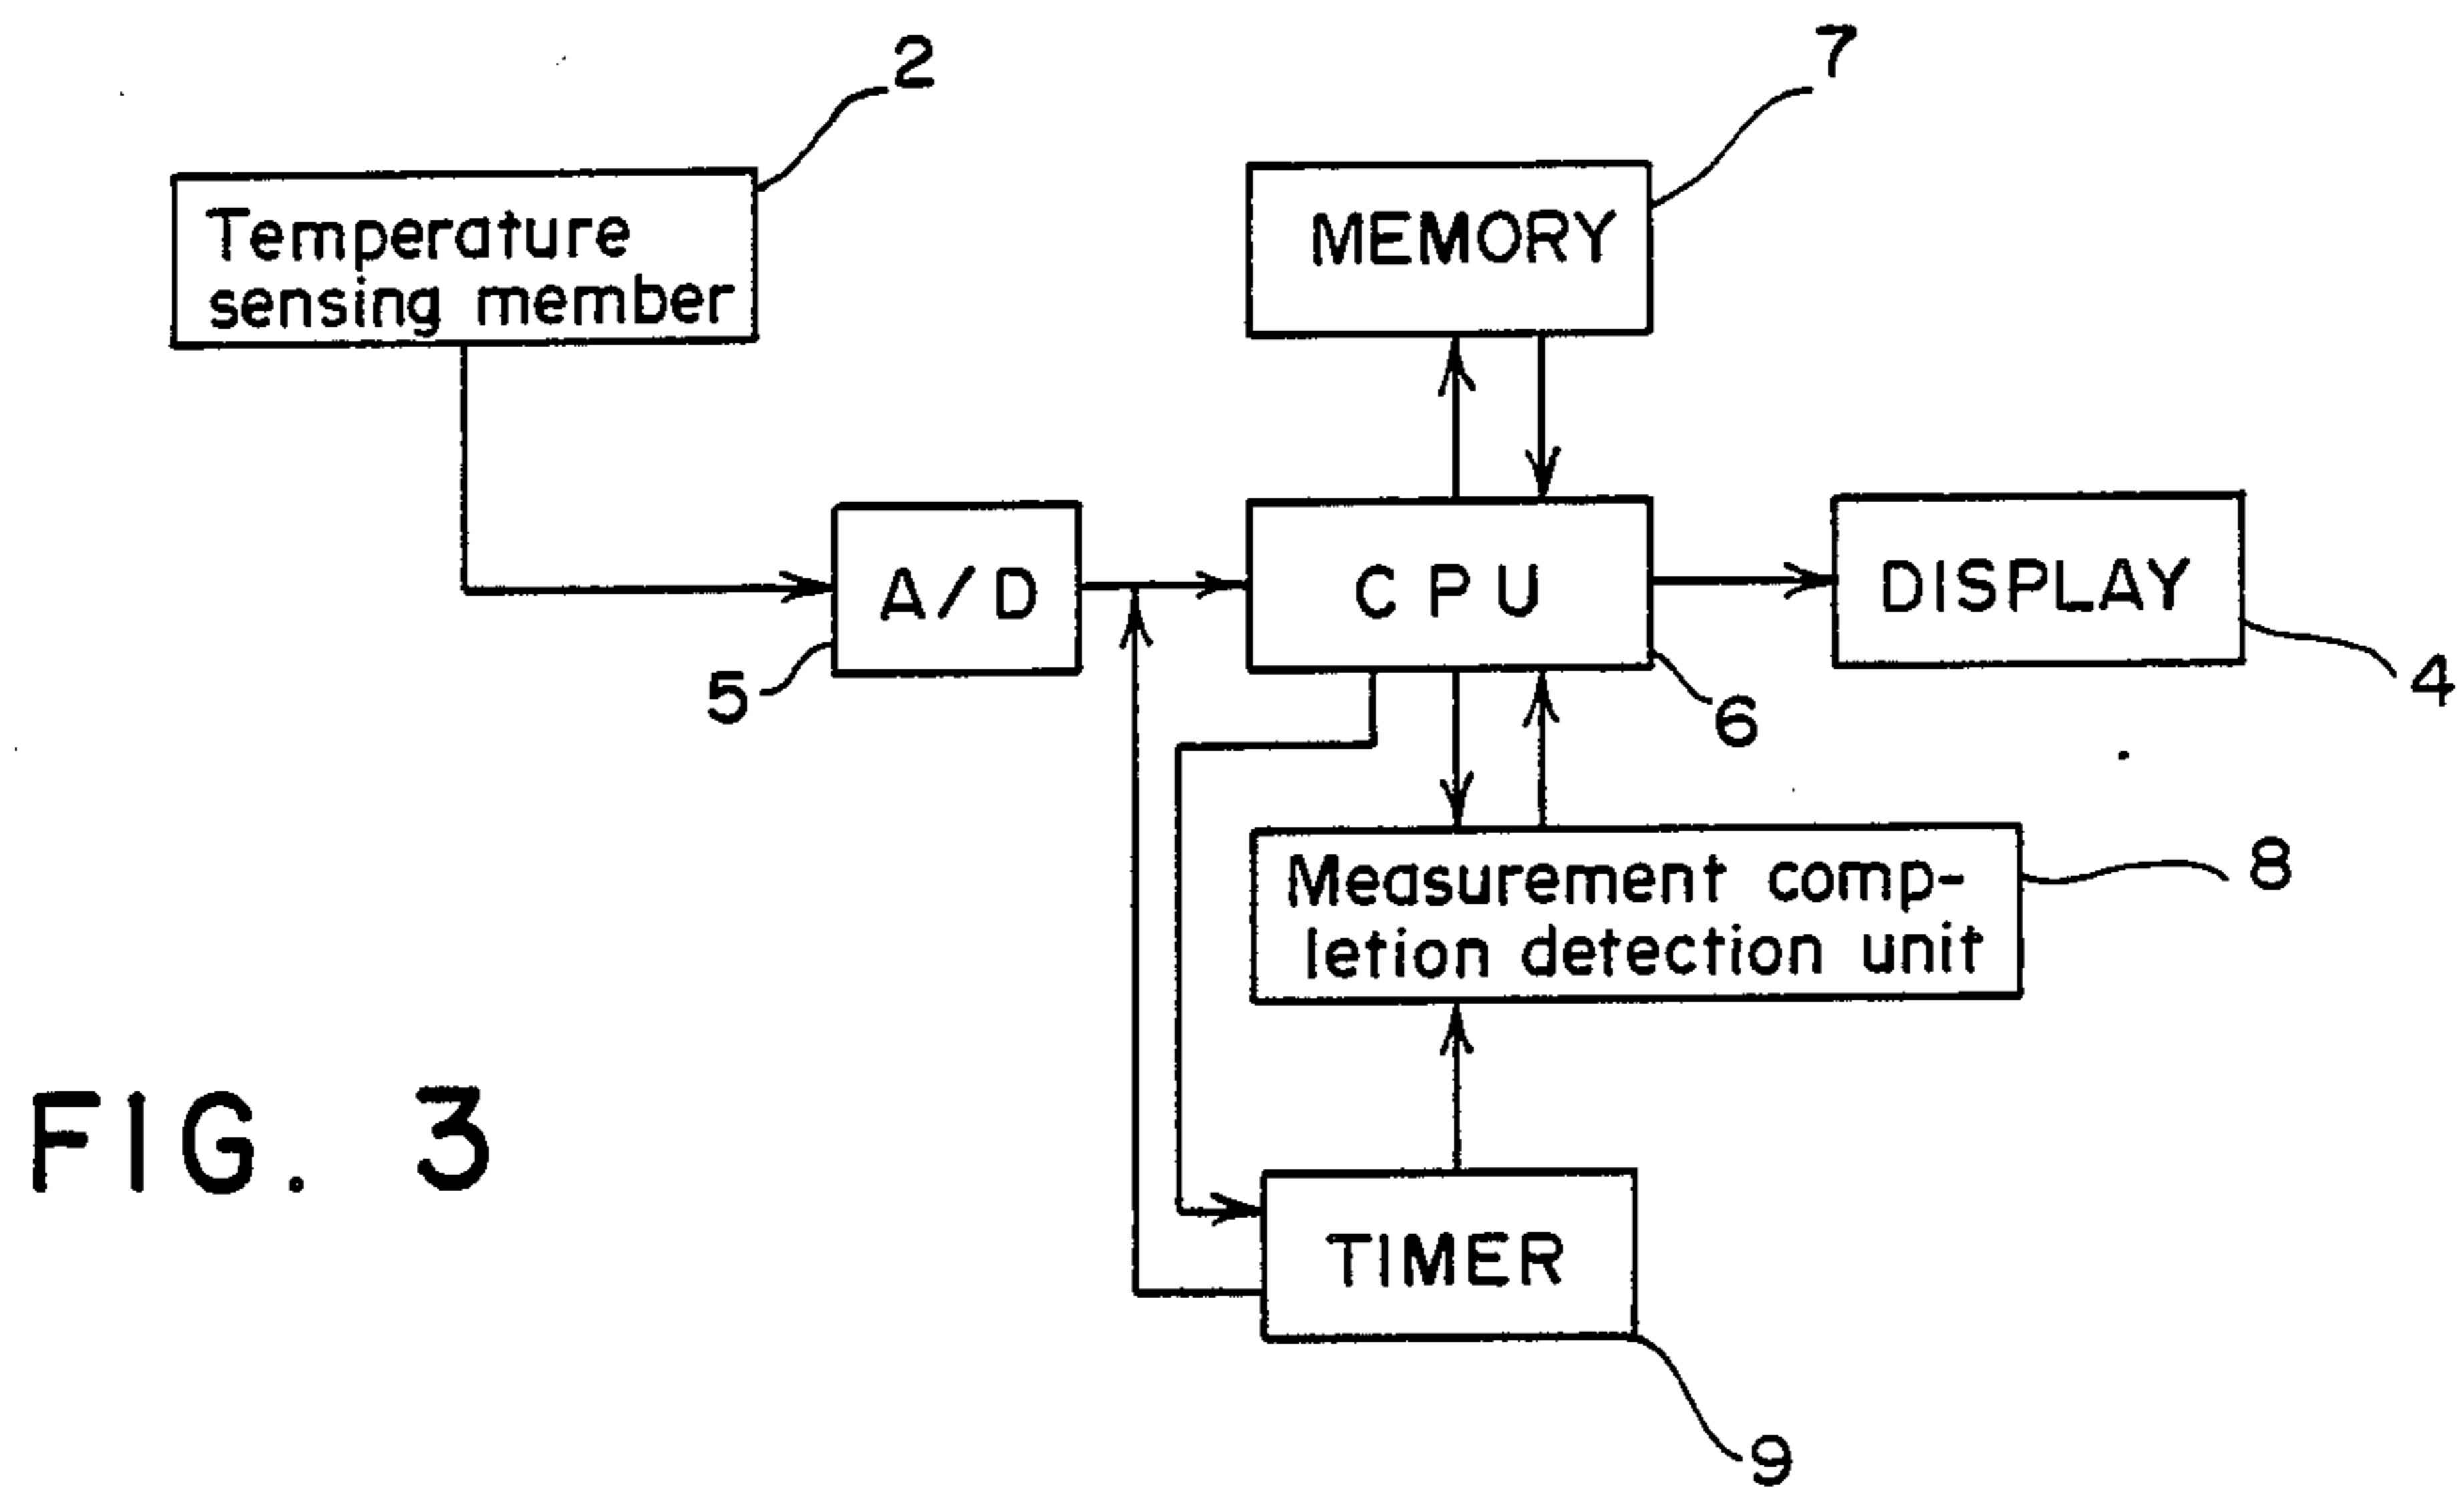 2
7
Temperature
sensing member
MEMORY
A/D
CPU
DISPLAY
5
6
4
Measurement comp-
letion detection unit
8
FIG. 3
TIMER
9